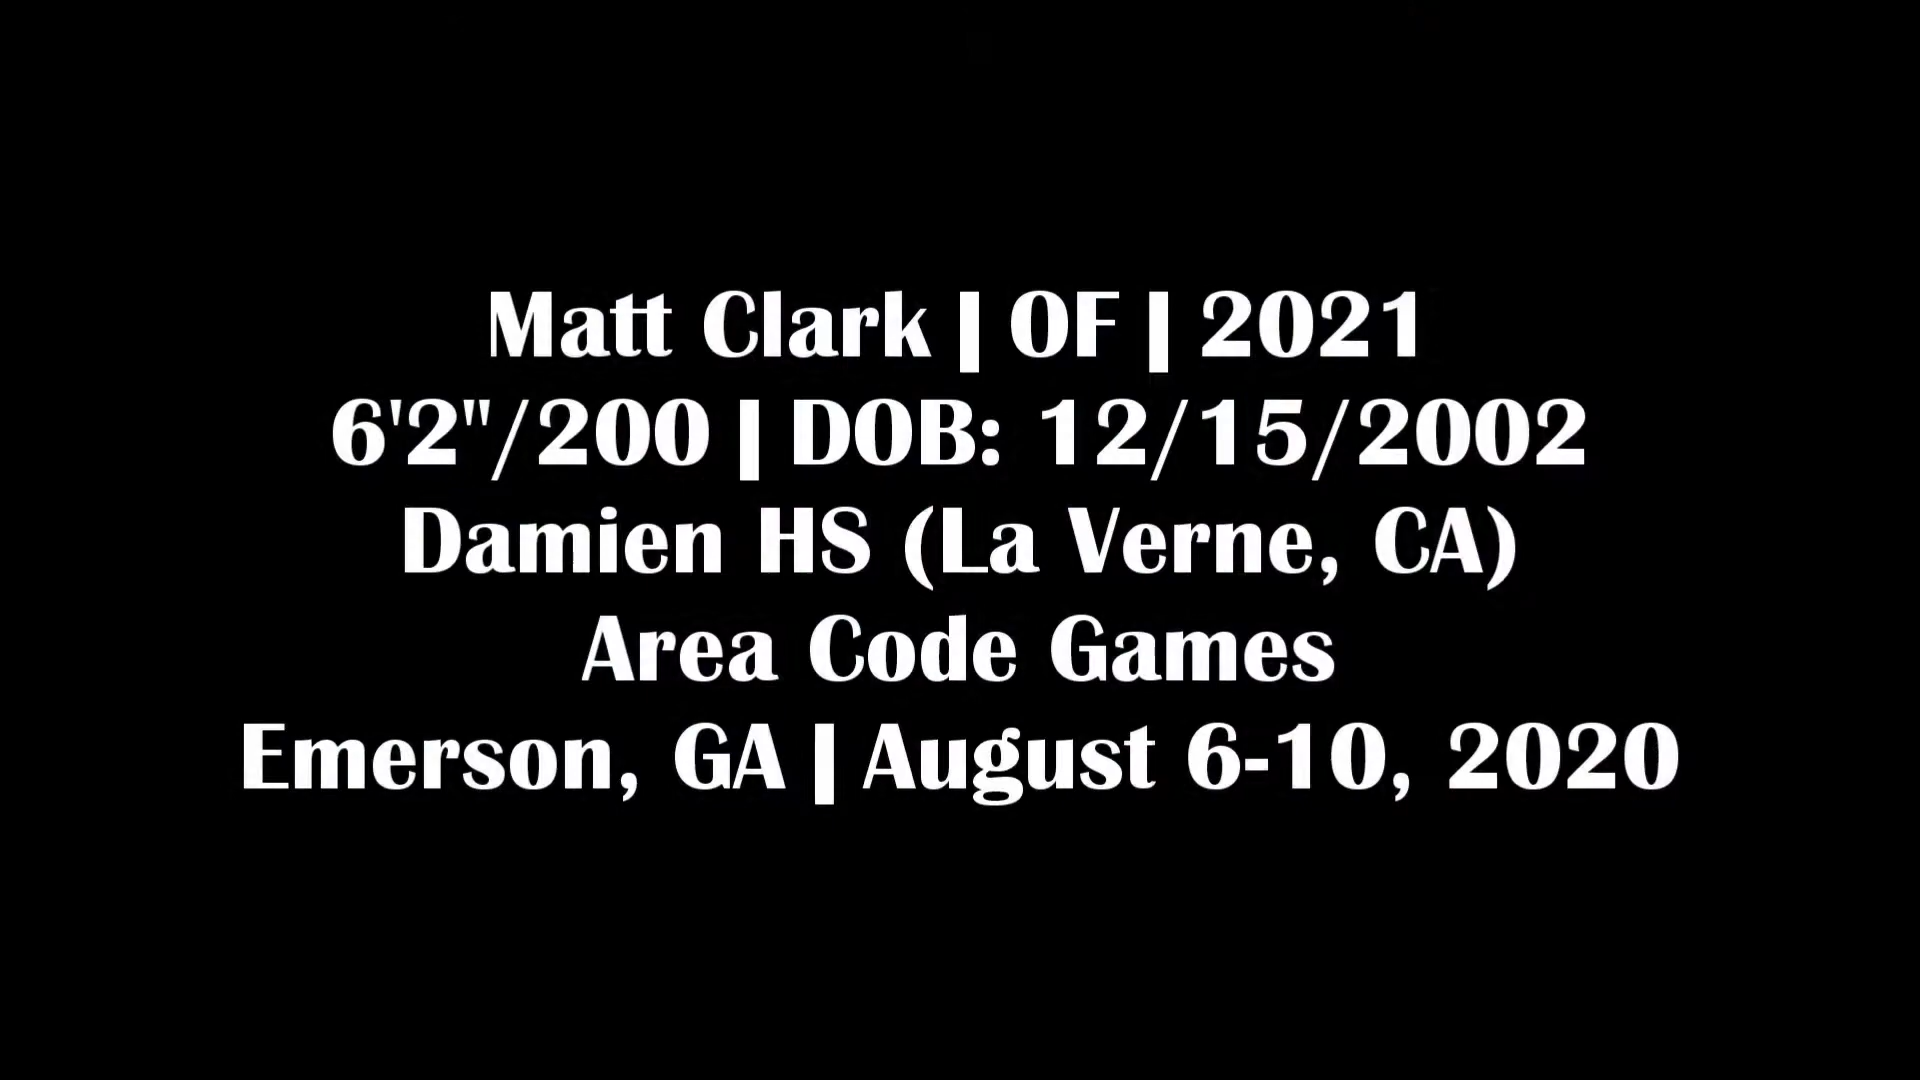 Matt Clark | OF | 2021
6'2"/200 | DOB: 12/15/2002
Damien HS (La Verne, CA)
Area Code Games
Emerson, GA | August 6-10, 2020